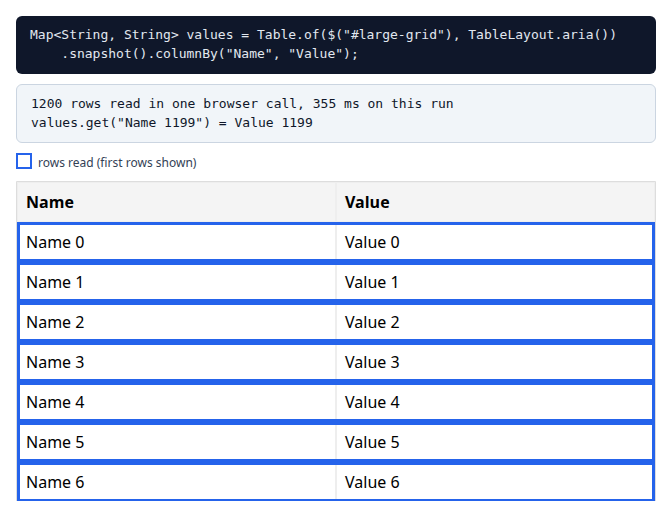 Map<String, String> values = Table.of($("#large-grid"), TableLayout.aria())
    .snapshot().columnBy("Name", "Value");
1200 rows read in one browser call, 355 ms on this run
values.get("Name 1199") = Value 1199
rows read (first rows shown)
Name Value
Name 0 Value 0
Name 1 Value 1
Name 2 Value 2
Name 3 Value 3
Name 4 Value 4
Name 5 Value 5
Name 6 Value 6